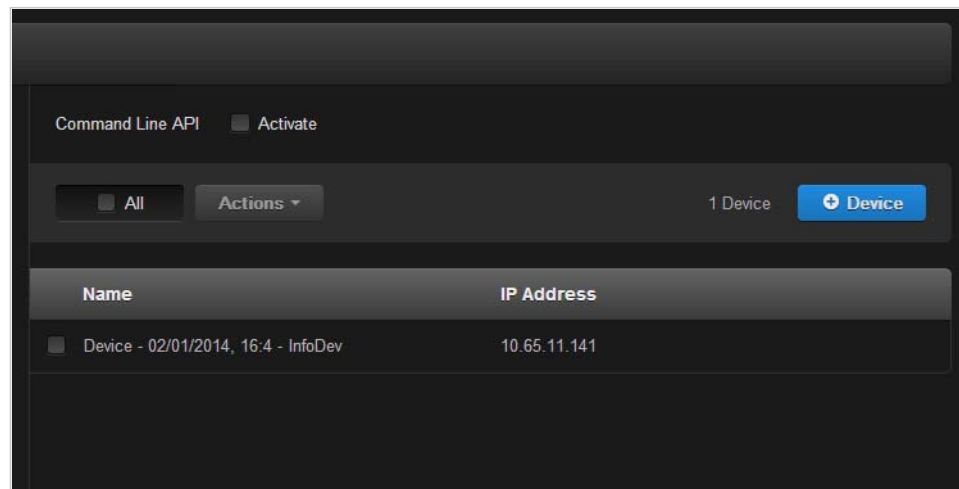 Command Line API Activate
All Actions 1 Device Device
Name IP Address
Device - 02/01/2014, 16:4 - InfoDev 10.65.11.141